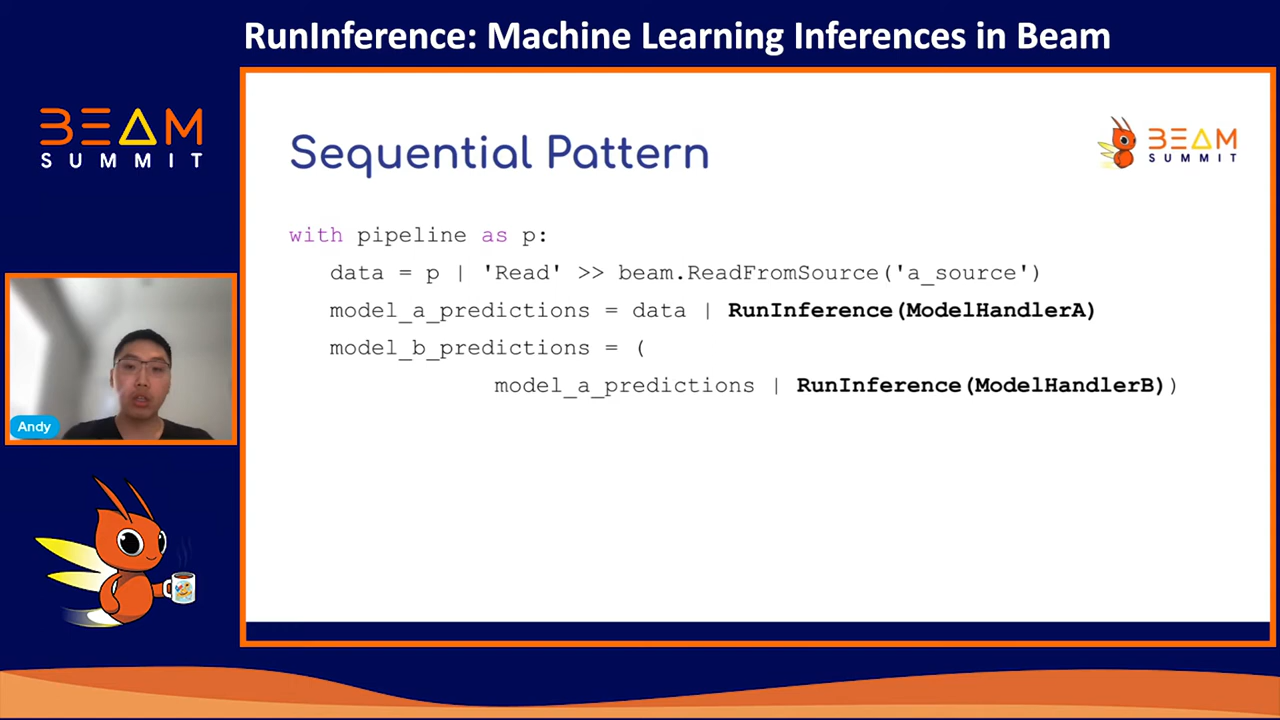 RunInference: Machine Learning Inferences in Beam
BEAM
SUMMIT
Sequential Pattern
BEAM
SUMMIT
with pipeline as p:
data = p | 'Read' >> beam.ReadFromSource('a_source')
model_a_predictions = data | RunInference(ModelHandlerA)
model_b_predictions = (
model_a_predictions | RunInference(ModelHandlerB))
Andy